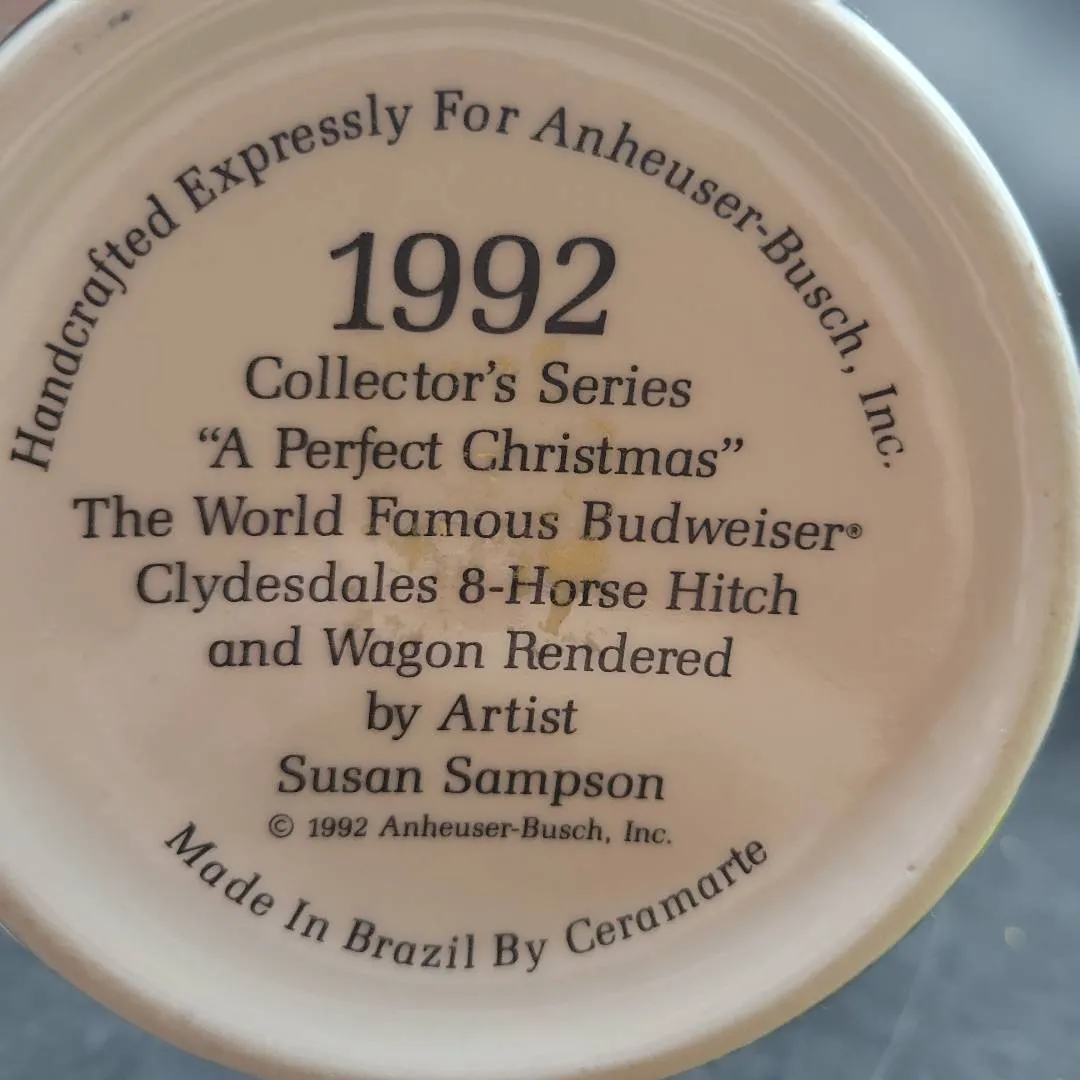 Handcrafted Expressly For Anheuser-Busch, Inc.
1992
Collector's Series
“A Perfect Christmas”
The World Famous Budweiser®
Clydesdales 8-Horse Hitch
and Wagon Rendered
by Artist
Susan Sampson
© 1992 Anheuser-Busch, Inc.
Made In Brazil By Ceramarte